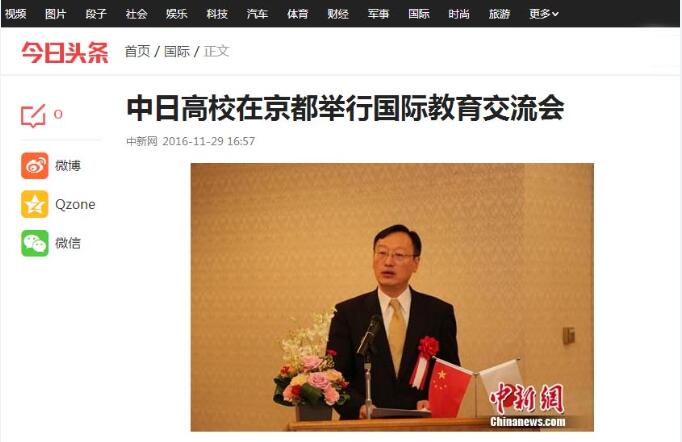 视频 图片 段子 社会 娱乐 科技 汽车 体育 财经 军事 国际 时尚 旅游 更多
今日头条 首页 / 国际 / 正文
中日高校在京都举行国际教育交流会
中新网 2016-11-29 16:57
0
微博
Qzone
微信
中新網
Chinanews.com